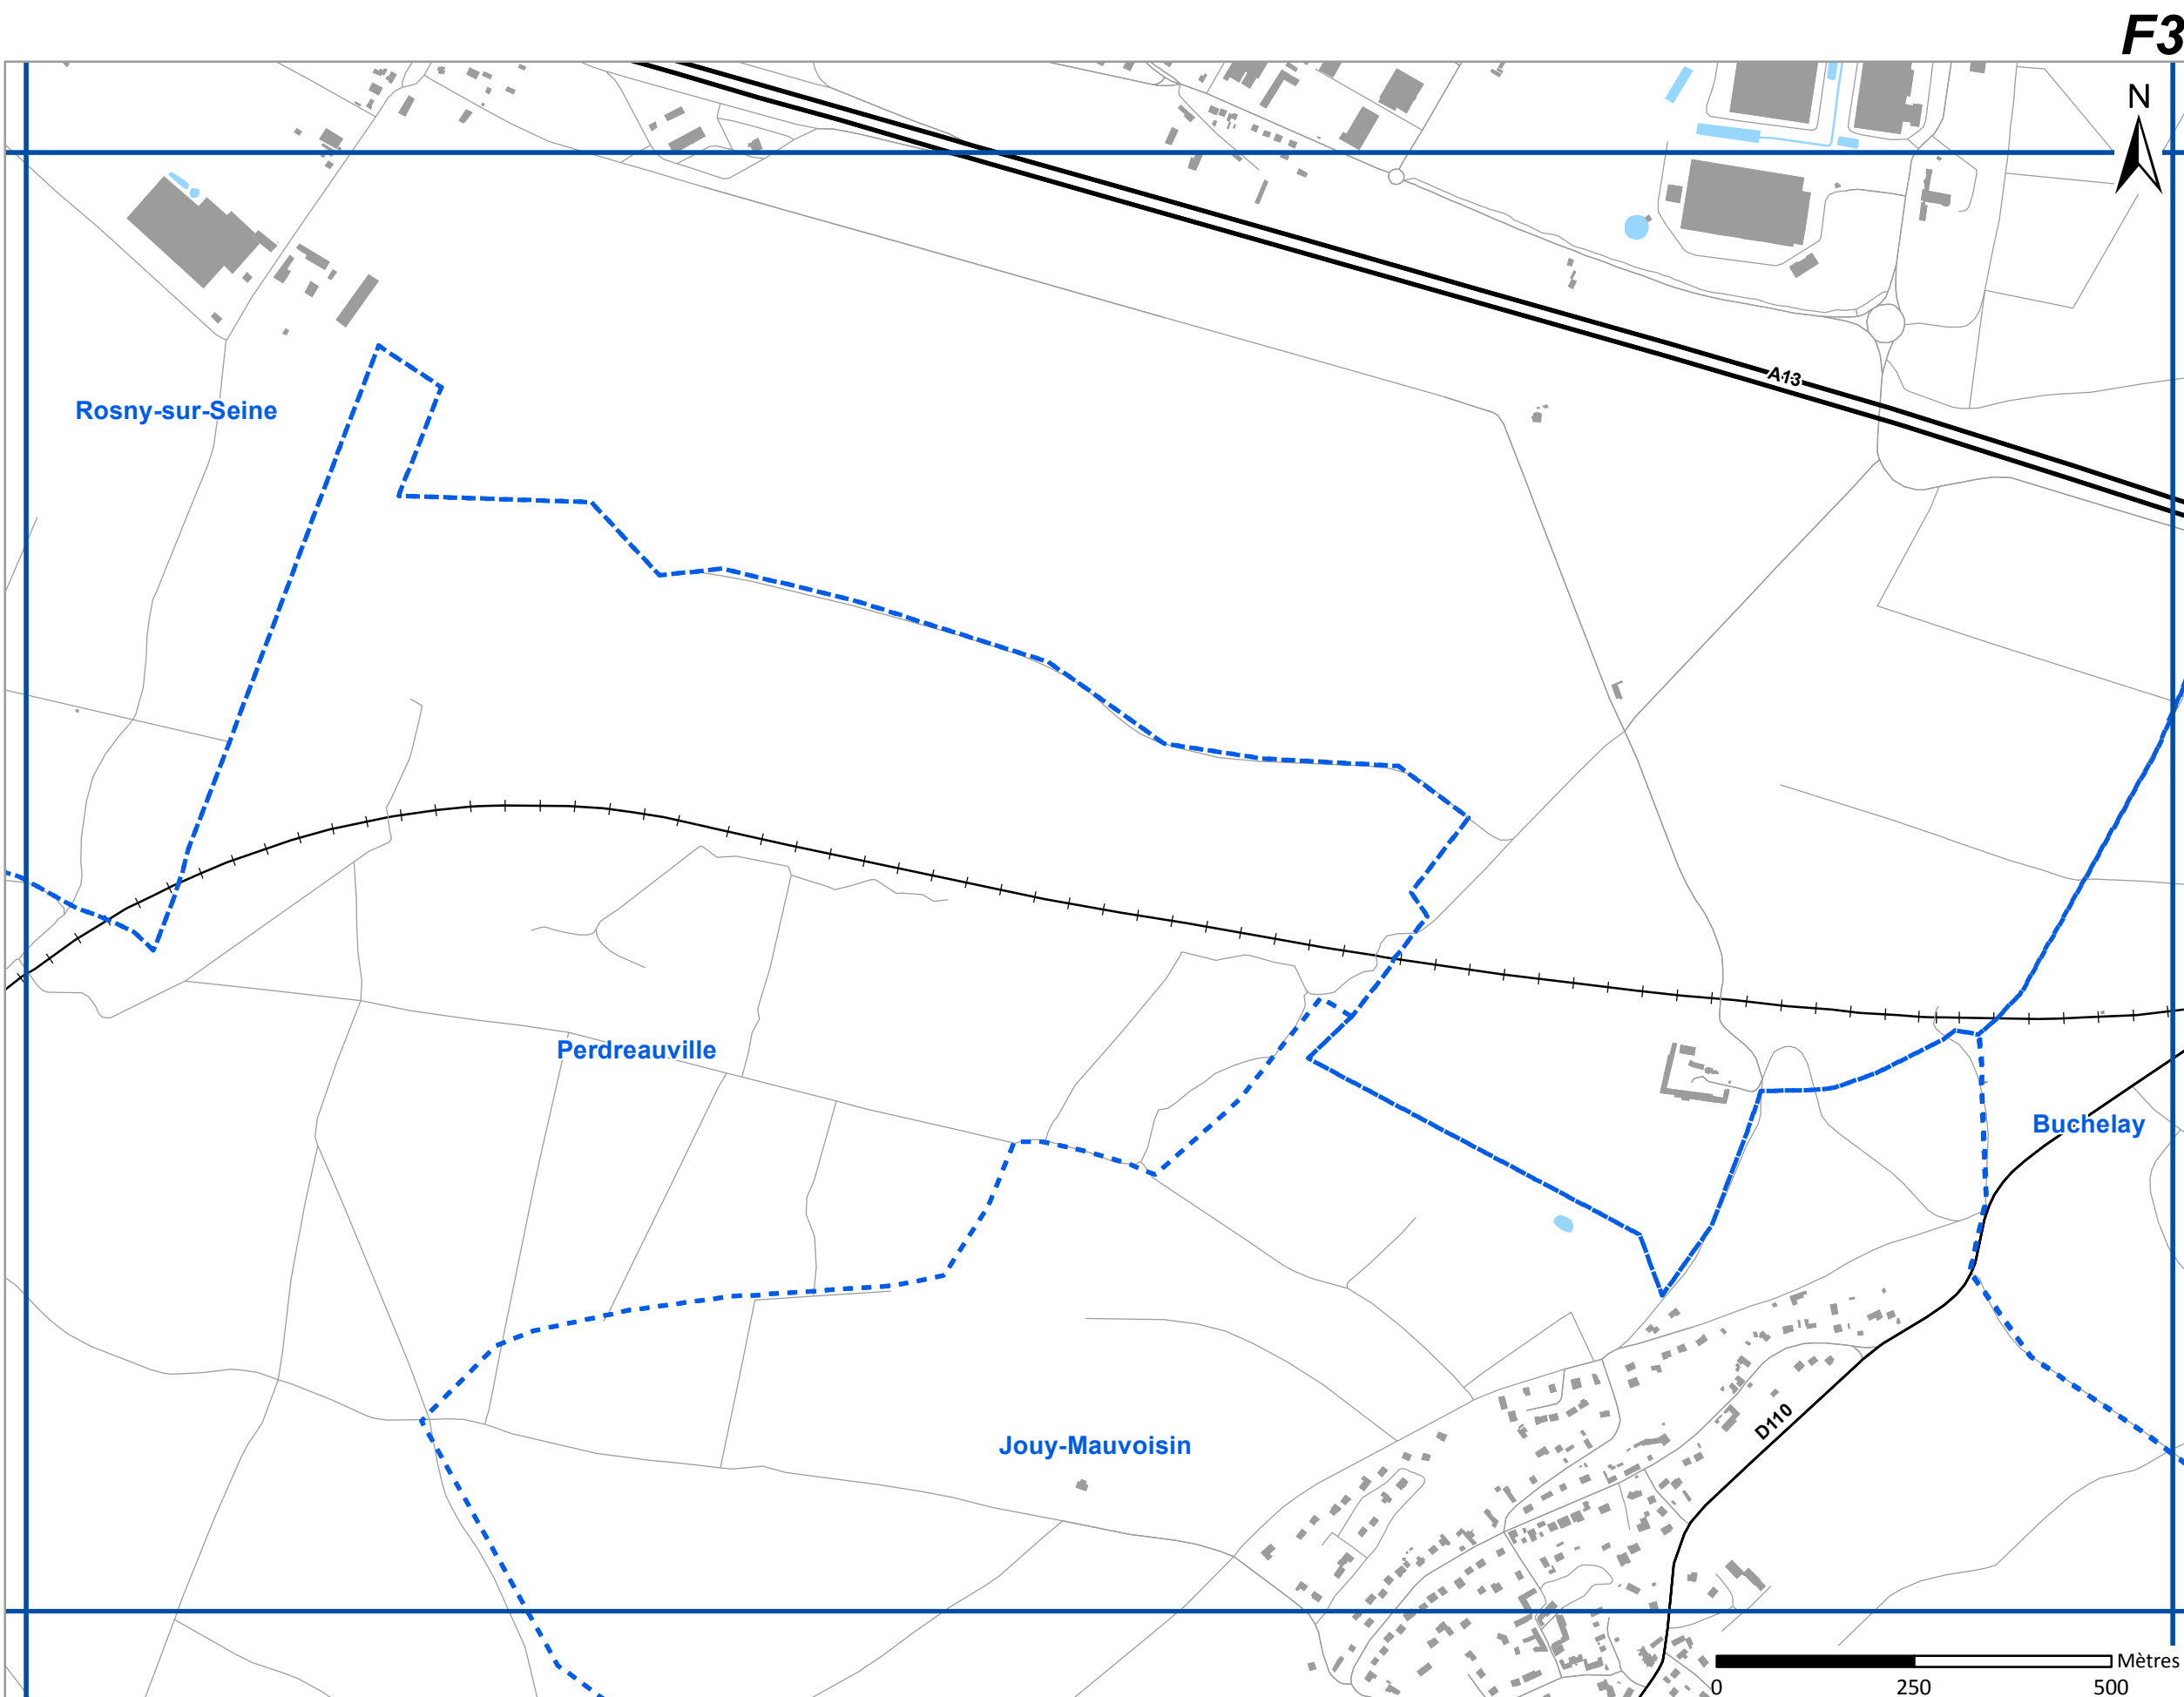 F3
N
A13
Rosny-sur-Seine
Perdreauville
Buchelay
D110
Jouy-Mauvoisin
Mètres
0 250 500